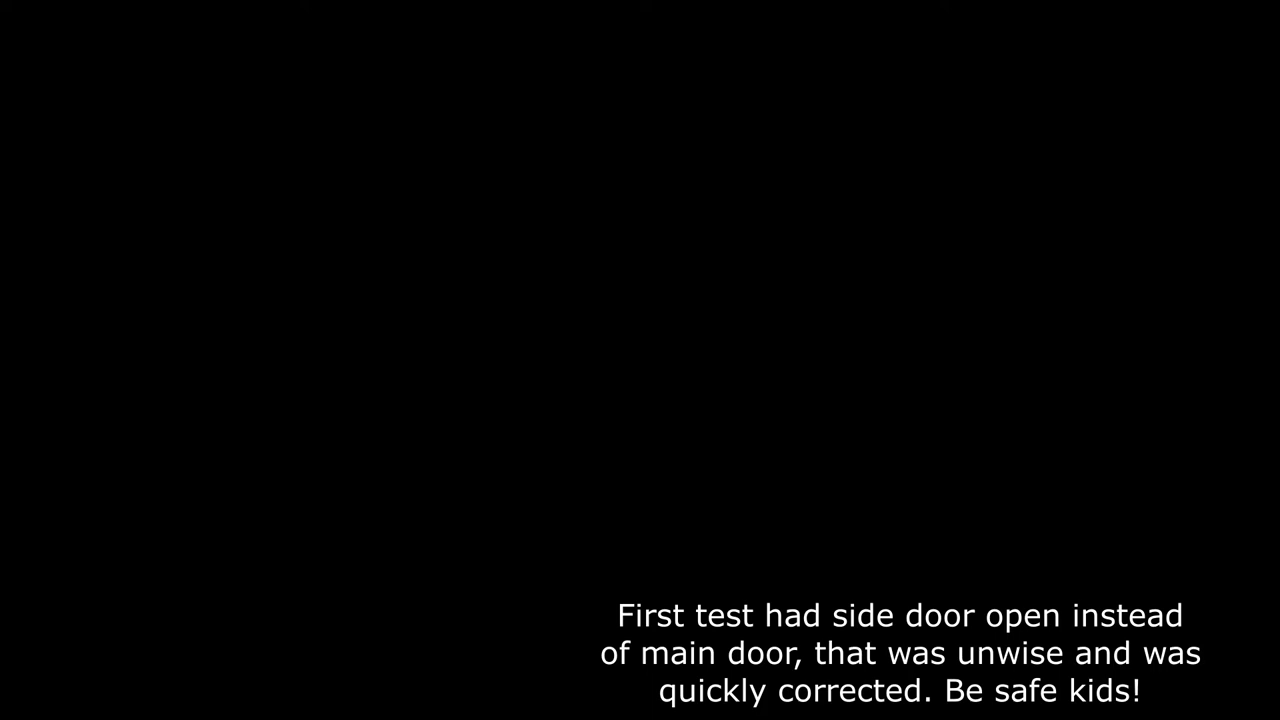 First test had side door open instead
of main door, that was unwise and was
quickly corrected. Be safe kids!